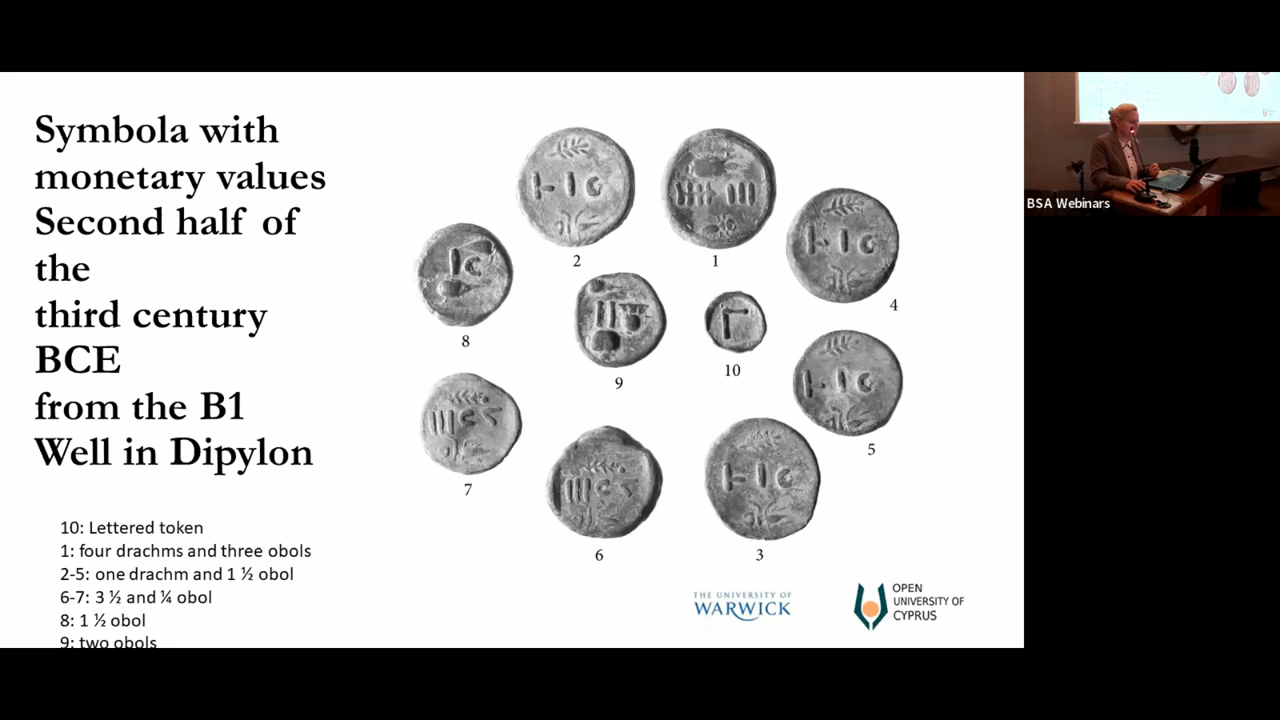 Symbola with
monetary values
Second half of
the
third century
BCE
from the B1
Well in Dipylon
10: Lettered token
1: four drachms and three obols
2-5: one drachm and 1 ½ obol
6-7: 3 ½ and ¼ obol
8: 1 ½ obol
9: two obols
2
1
4
8
9
10
5
7
6
3
THE UNIVERSITY OF
WARWICK
OPEN
UNIVERSITY OF
CYPRUS
BSA Webinars